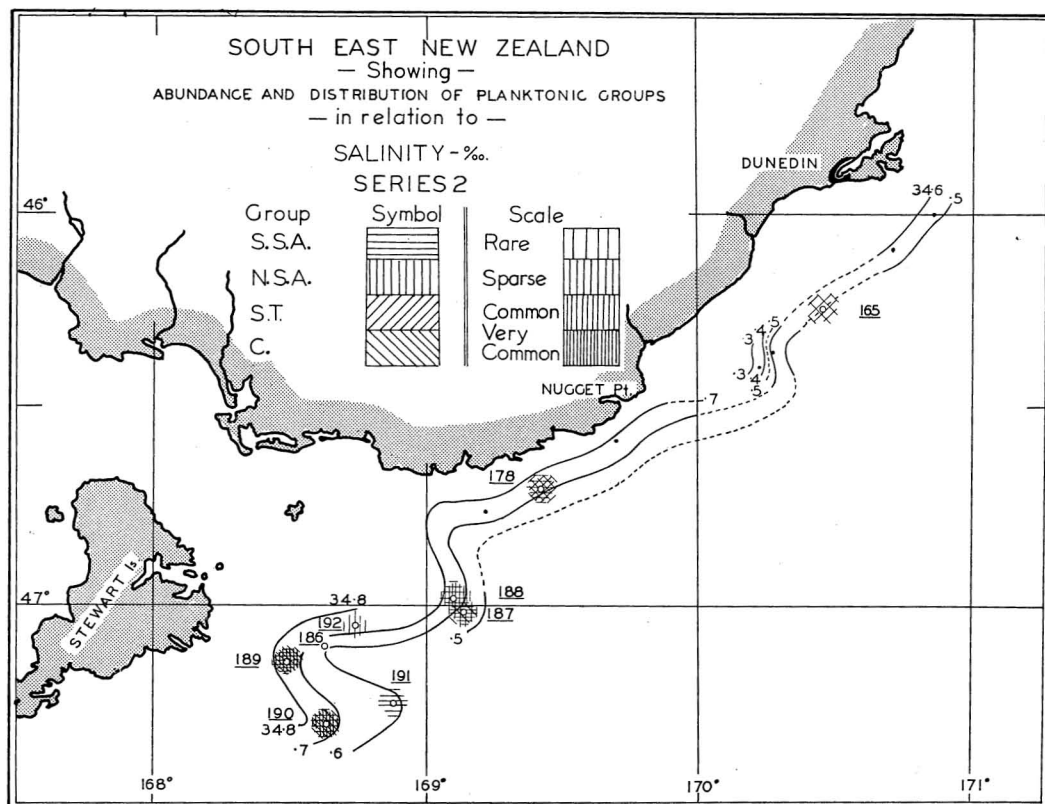 SOUTH EAST NEW ZEALAND
— Showing —
ABUNDANCE AND DISTRIBUTION OF PLANKTONIC GROUPS
— in relation to —
SALINITY - ‰.
SERIES 2
Group Symbol Scale
S.S.A. Rare
N.S.A. Sparse
S.T. Common
C. Very Common
DUNEDIN
46°
34·6 .5
165
.3 .4 .5
.3 .4 .5
NUGGET Pt.
.7
178
STEWART Is.
47°
34·8
188
187
192
186
.5
189
191
190
34·8
.7 .6
168° 169° 170° 171°